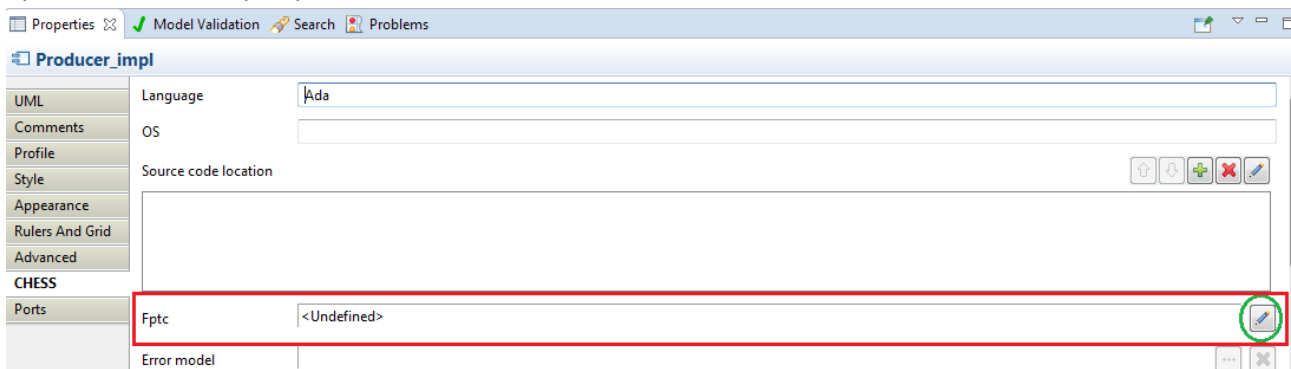 Properties Model Validation Search Problems
Producer_impl
UML
Comments
Profile
Style
Appearance
Rulers And Grid
Advanced
CHESS
Ports
Language Ada
OS
Source code location
Fptc <Undefined>
Error model